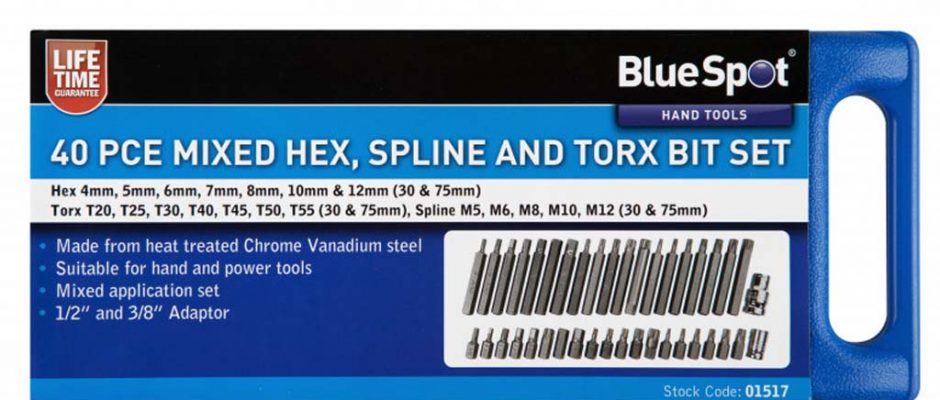 LIFE
TIME
GUARANTEE
BlueSpot®
HAND TOOLS
40 PCE MIXED HEX, SPLINE AND TORX BIT SET
Hex 4mm, 5mm, 6mm, 7mm, 8mm, 10mm & 12mm (30 & 75mm)
Torx T20, T25, T30, T40, T45, T50, T55 (30 & 75mm), Spline M5, M6, M8, M10, M12 (30 & 75mm)
• Made from heat treated Chrome Vanadium steel
• Suitable for hand and power tools
• Mixed application set
• 1/2" and 3/8" Adaptor
Stock Code: 01517